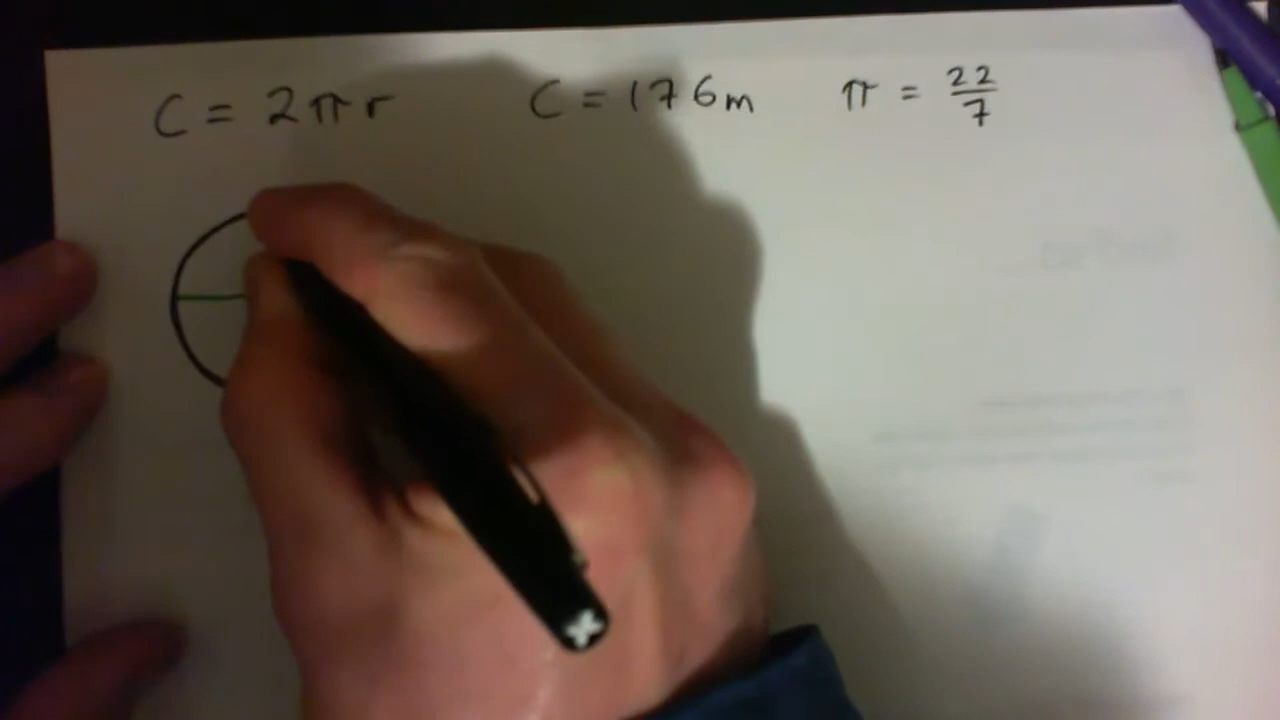 C = 2πr C = 176m π = 22/7